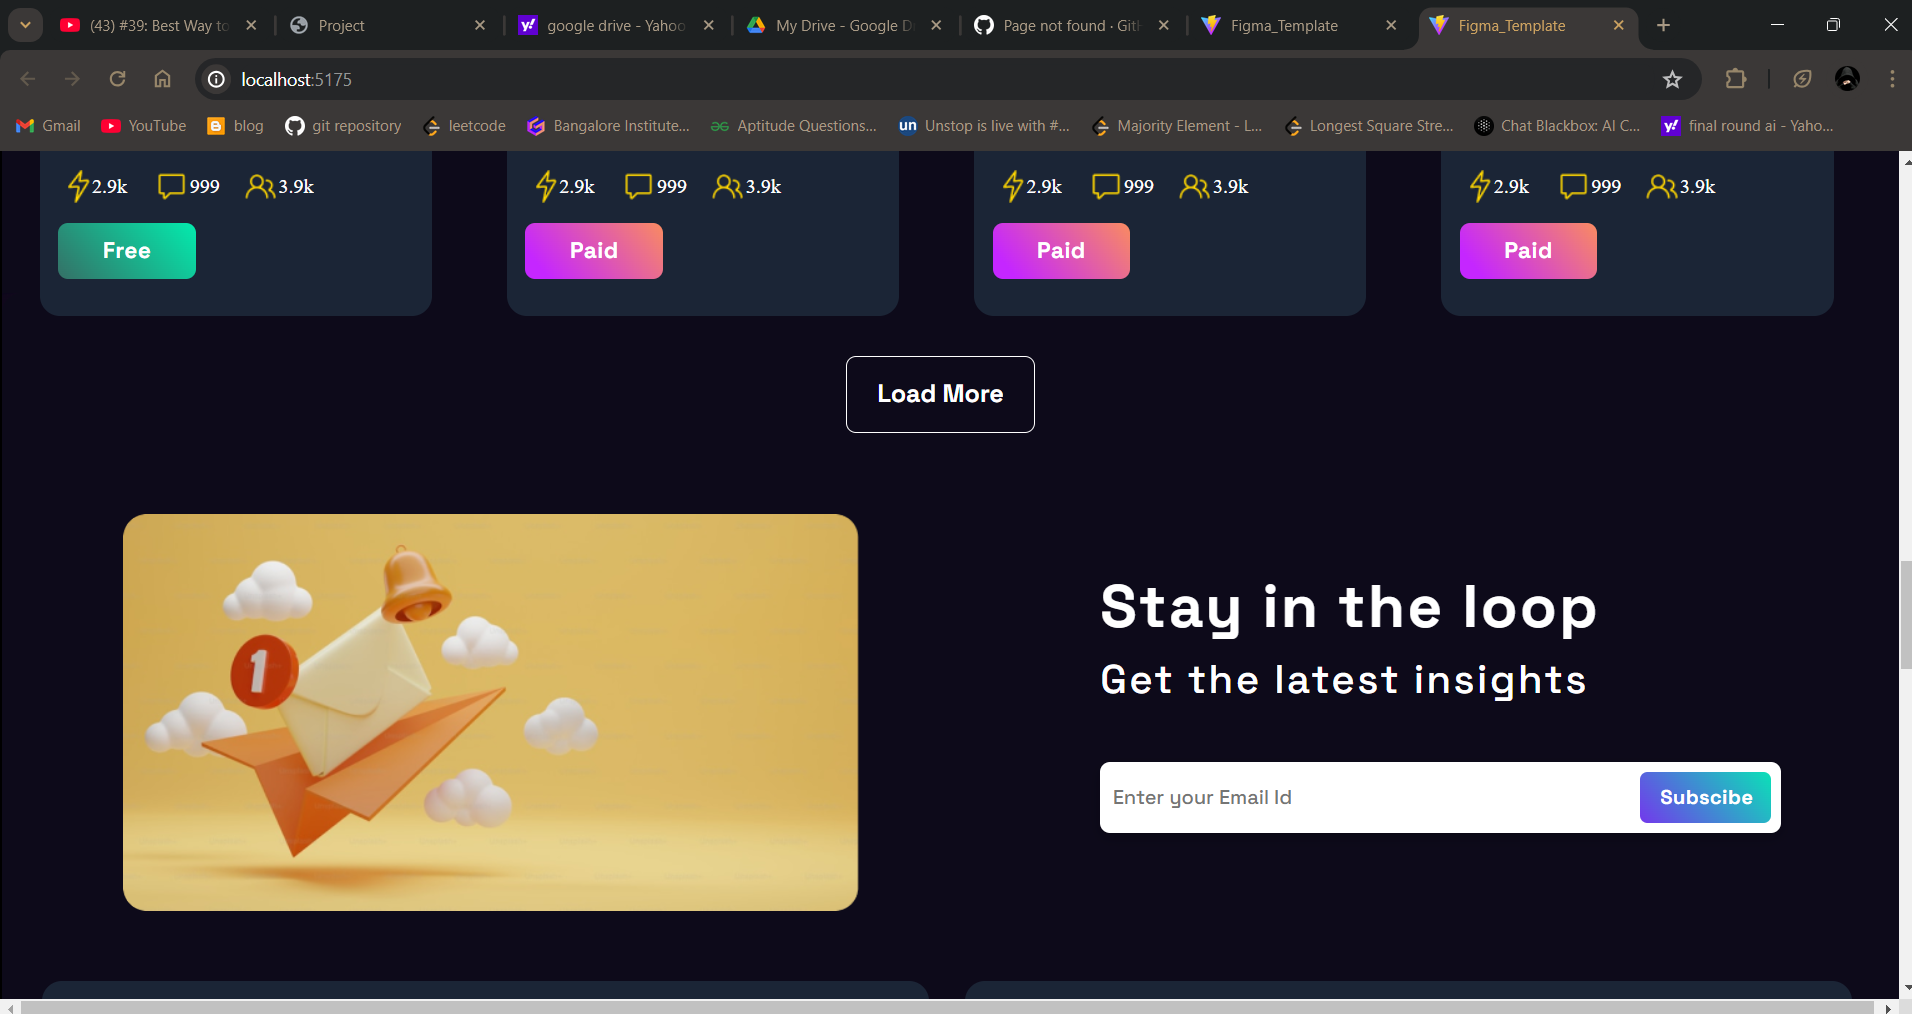 (43) #39: Best Way to
Project
google drive - Yahoo
My Drive - Google D
Page not found · Git
Figma_Template
Figma_Template
localhost:5175
Gmail
YouTube
blog
git repository
leetcode
Bangalore Institute...
Aptitude Questions...
Unstop is live with #...
Majority Element - L...
Longest Square Stre...
Chat Blackbox: AI C...
final round ai - Yaho...
2.9k 999 3.9k
2.9k 999 3.9k
2.9k 999 3.9k
2.9k 999 3.9k
Free
Paid
Paid
Paid
Load More
1
Stay in the loop
Get the latest insights
Enter your Email Id
Subscibe